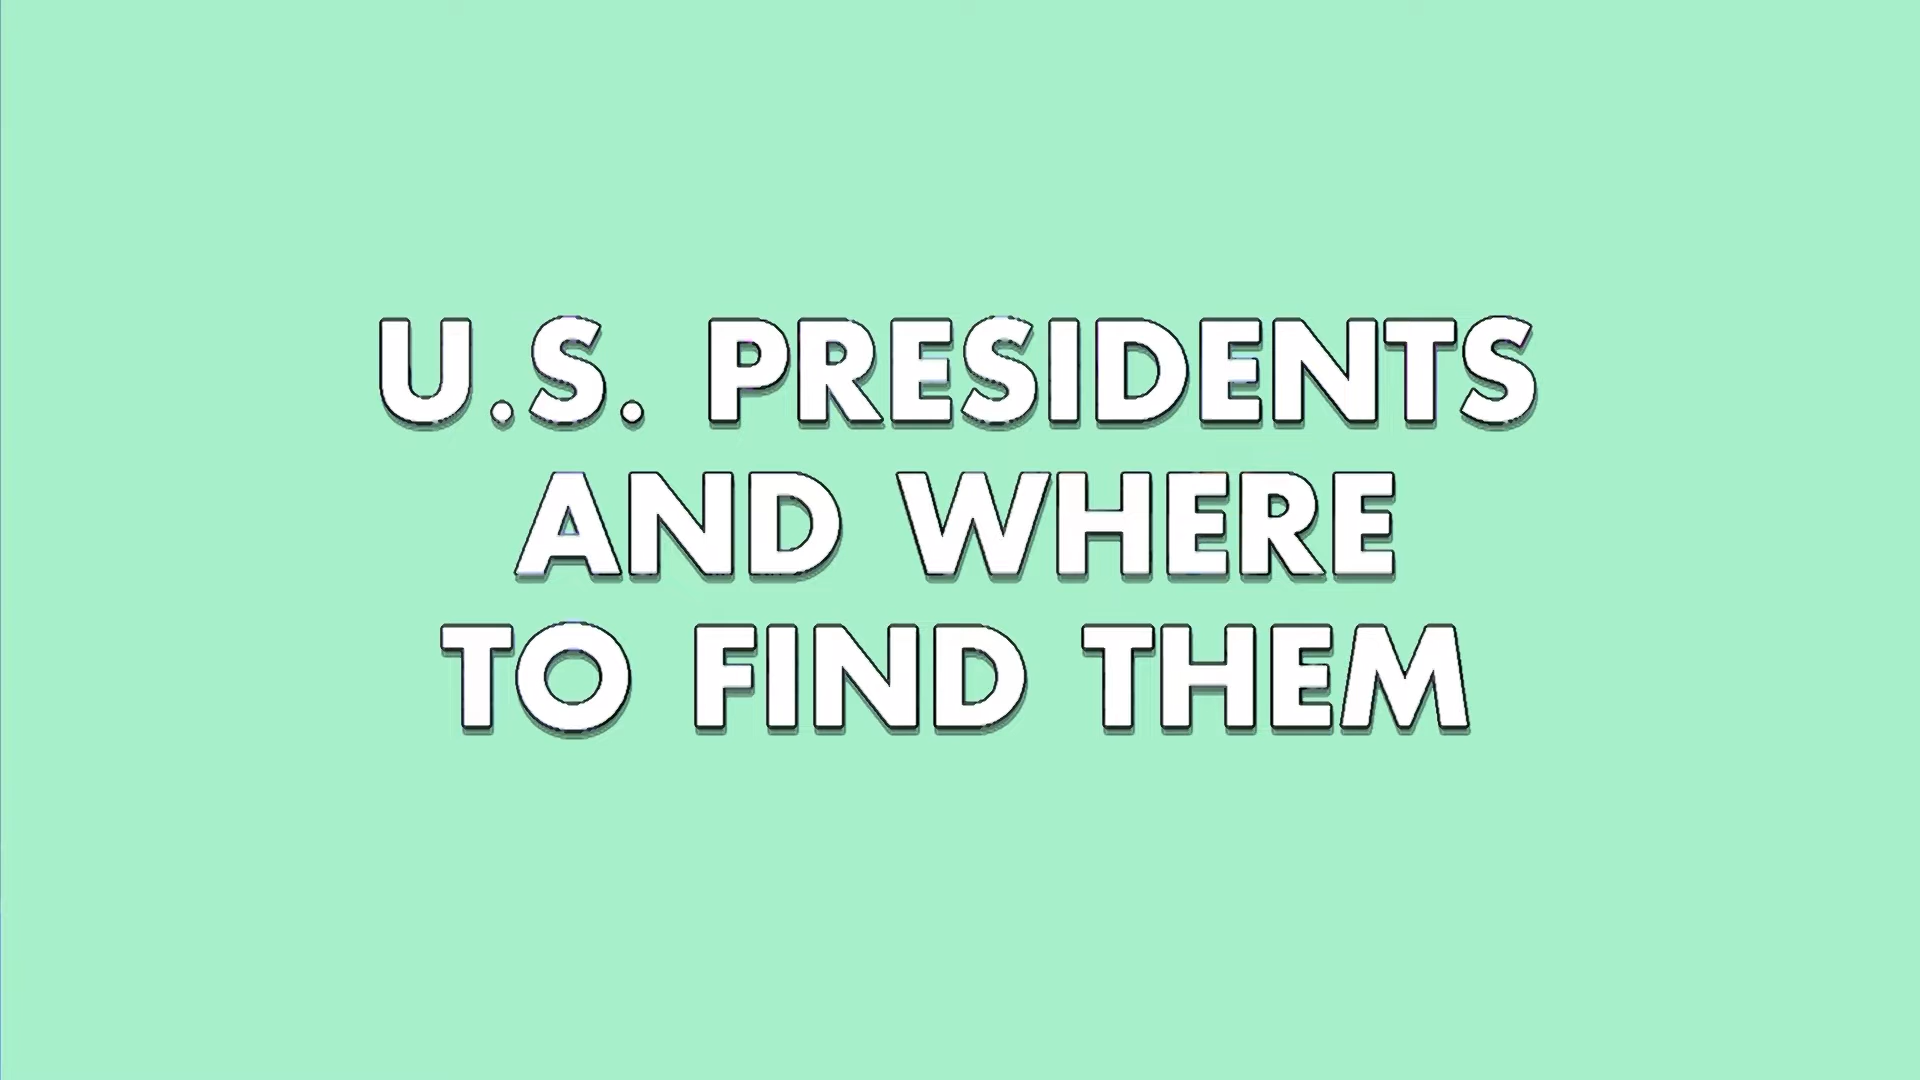 U.S. PRESIDENTS
AND WHERE
TO FIND THEM